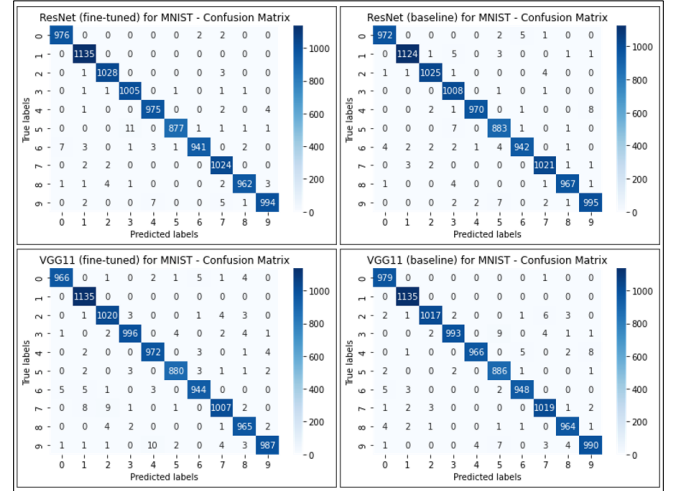 ResNet (fine-tuned) for MNIST - Confusion Matrix
True labels
0 976 0 0 0 0 0 2 2 0 0
1 0 1135 0 0 0 0 0 0 0 0
2 0 1 1028 0 0 0 0 3 0 0
3 0 1 1 1005 0 1 0 1 1 0
4 0 1 0 0 975 0 0 2 0 4
5 0 0 0 11 0 877 1 1 1 1
6 7 3 0 1 3 1 941 0 2 0
7 0 2 2 0 0 0 0 1024 0 0
8 1 1 4 1 0 0 0 2 962 3
9 0 0 0 2 7 0 0 5 1 994
0 1 2 3 4 5 6 7 8 9
Predicted labels
1000
800
600
400
200
0
ResNet (baseline) for MNIST - Confusion Matrix
True labels
0 972 0 0 0 0 2 5 1 0 0
1 0 1124 1 5 0 3 0 0 1 1
2 1 1 1025 1 0 0 0 4 0 0
3 0 0 0 1008 0 1 0 1 0 0
4 0 0 2 1 970 1 0 0 0 8
5 0 0 0 7 0 883 1 0 1 0
6 4 2 2 2 1 4 942 0 1 0
7 0 3 2 0 0 0 0 1021 1 1
8 1 0 0 4 0 0 0 1 967 1
9 0 0 0 2 2 7 0 2 1 995
0 1 2 3 4 5 6 7 8 9
Predicted labels
1000
800
600
400
200
0
VGG11 (fine-tuned) for MNIST - Confusion Matrix
True labels
0 966 0 1 0 2 1 5 1 4 0
1 0 1135 0 0 0 0 0 0 0 0
2 0 1 1020 3 0 0 1 4 3 0
3 1 0 2 996 0 4 0 2 4 1
4 0 2 0 0 972 0 3 0 1 4
5 0 0 2 3 0 880 3 1 1 2
6 5 5 1 0 3 0 944 0 0 0
7 0 8 9 1 0 1 0 1007 2 0
8 0 0 4 2 0 0 0 1 965 2
9 1 1 1 0 10 2 0 4 3 987
0 1 2 3 4 5 6 7 8 9
Predicted labels
1000
800
600
400
200
0
VGG11 (baseline) for MNIST - Confusion Matrix
True labels
0 979 0 0 0 0 0 0 1 0 0
1 0 1135 0 0 0 0 0 0 0 0
2 2 1 1017 2 0 0 1 6 3 0
3 0 0 2 993 0 9 0 4 1 1
4 0 1 0 0 966 0 5 0 2 8
5 2 0 0 2 0 886 1 0 0 1
6 5 3 0 0 0 2 948 0 0 0
7 1 2 3 0 0 0 0 1019 1 2
8 4 2 1 0 0 1 0 1 964 1
9 1 0 0 0 4 7 0 3 4 990
0 1 2 3 4 5 6 7 8 9
Predicted labels
1000
800
600
400
200
0